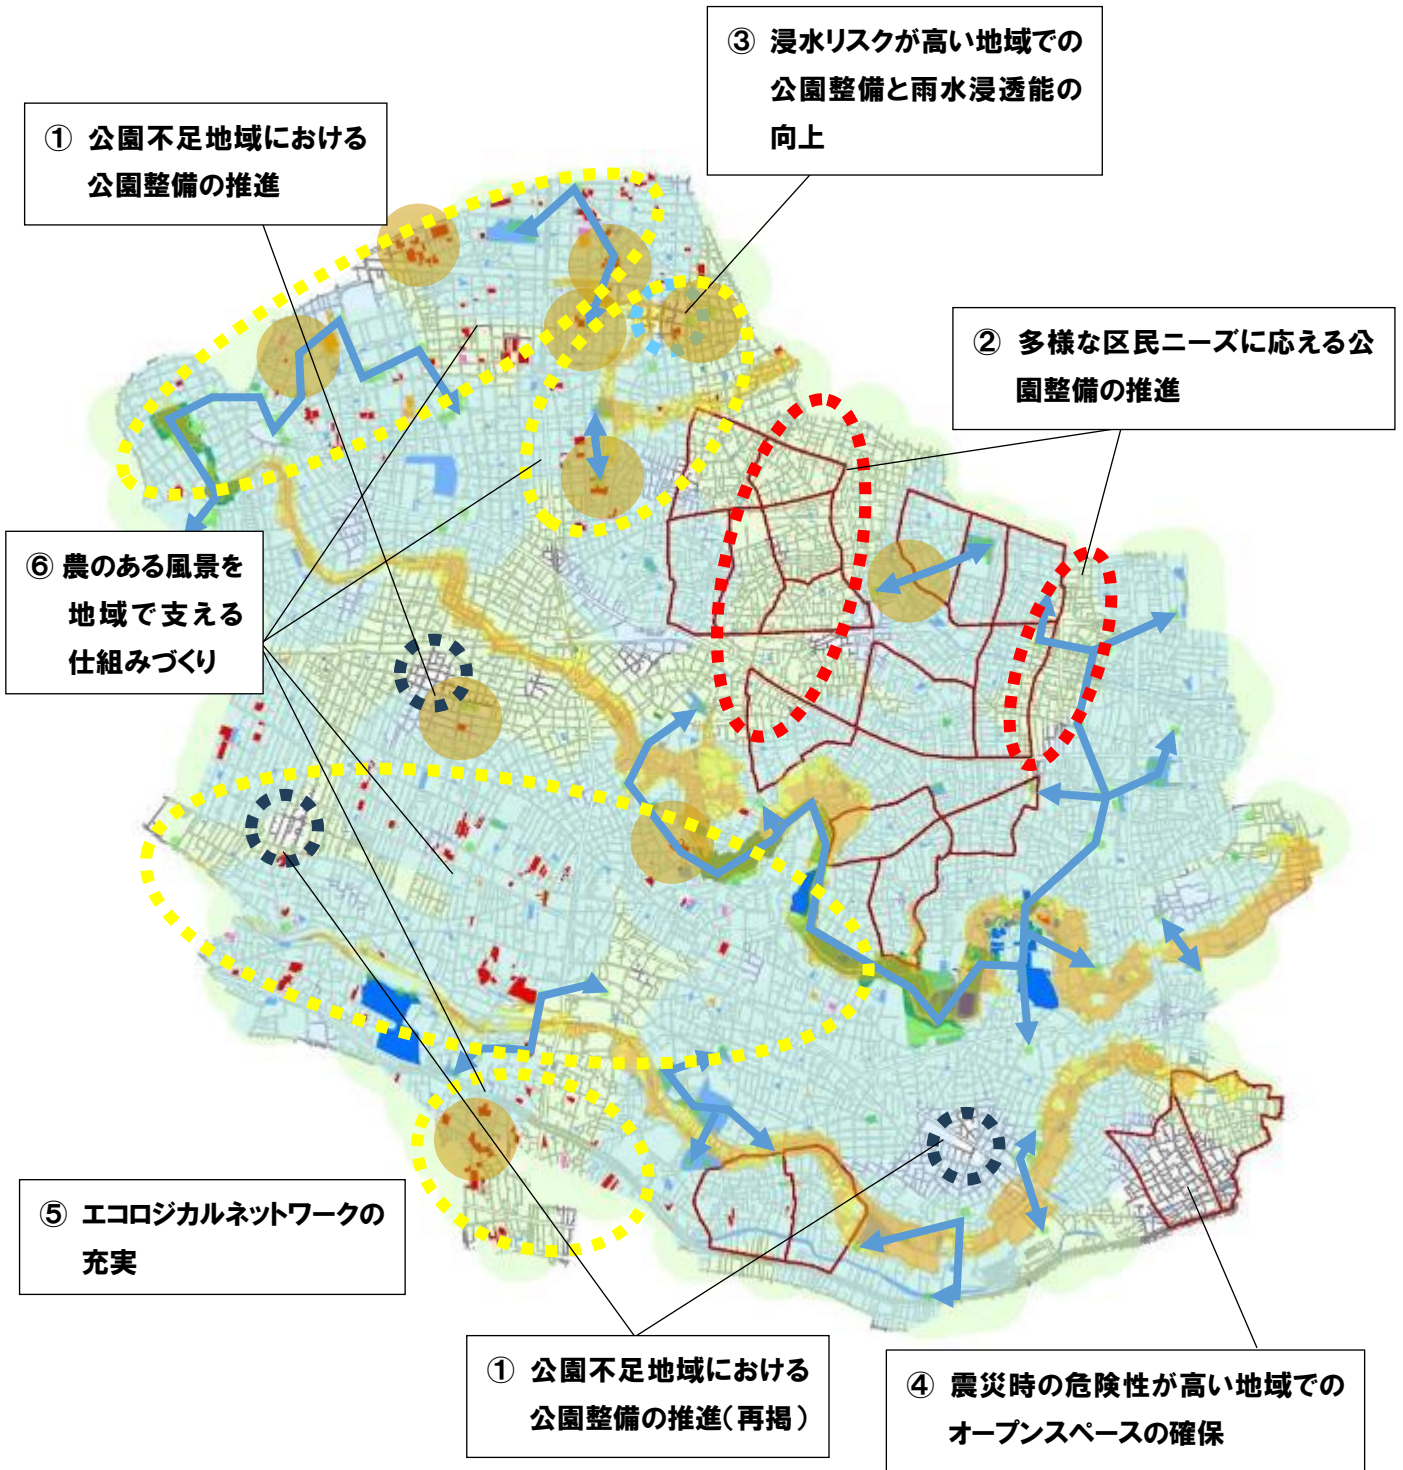 ③ 浸水リスクが高い地域での
公園整備と雨水浸透能の
向上
① 公園不足地域における
公園整備の推進
② 多様な区民ニーズに応える公
園整備の推進
⑥ 農のある風景を
地域で支える
仕組みづくり
⑤ エコロジカルネットワークの
充実
① 公園不足地域における
公園整備の推進（再掲）
④ 震災時の危険性が高い地域での
オープンスペースの確保